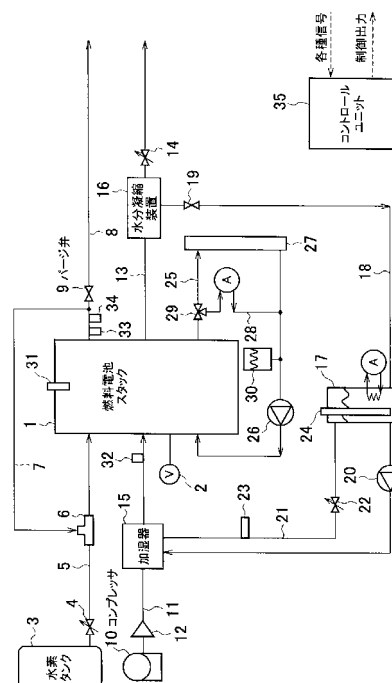 各種信号
制御出力
35
コントロール
ユニット
14
16
水分凝縮
装置
19
8
13
9 パージ弁
34
33
25
27
29
A
28
18
31
1
燃料電池
スタック
30
26
17
24
A
7
6
32
2
V
20
22
23
21
5
15
加湿器
4
3
水素
タンク
10 コンプレッサ
11
12